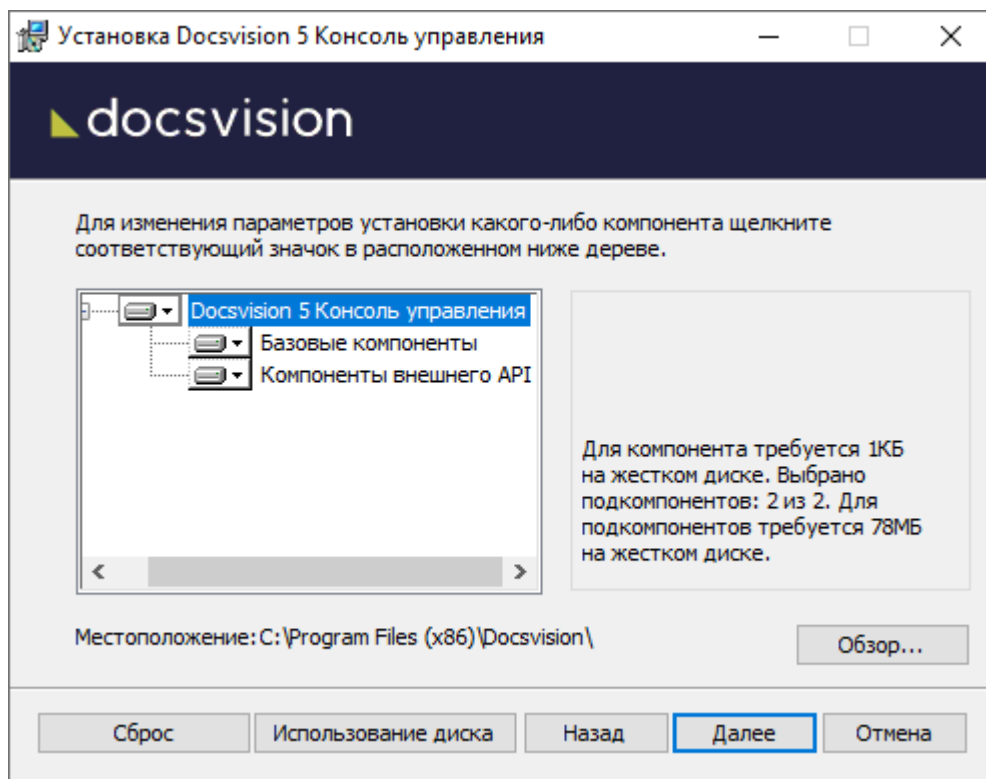 Установка Docsvision 5 Консоль управления
docsvision
Для изменения параметров установки какого-либо компонента щелкните
соответствующий значок в расположенном ниже дереве.
Docsvision 5 Консоль управления
Базовые компоненты
Компоненты внешнего API
Для компонента требуется 1КБ
на жестком диске. Выбрано
подкомпонентов: 2 из 2. Для
подкомпонентов требуется 78МБ
на жестком диске.
Местоположение: C:\Program Files (x86)\Docsvision\
Обзор...
Сброс
Использование диска
Назад
Далее
Отмена